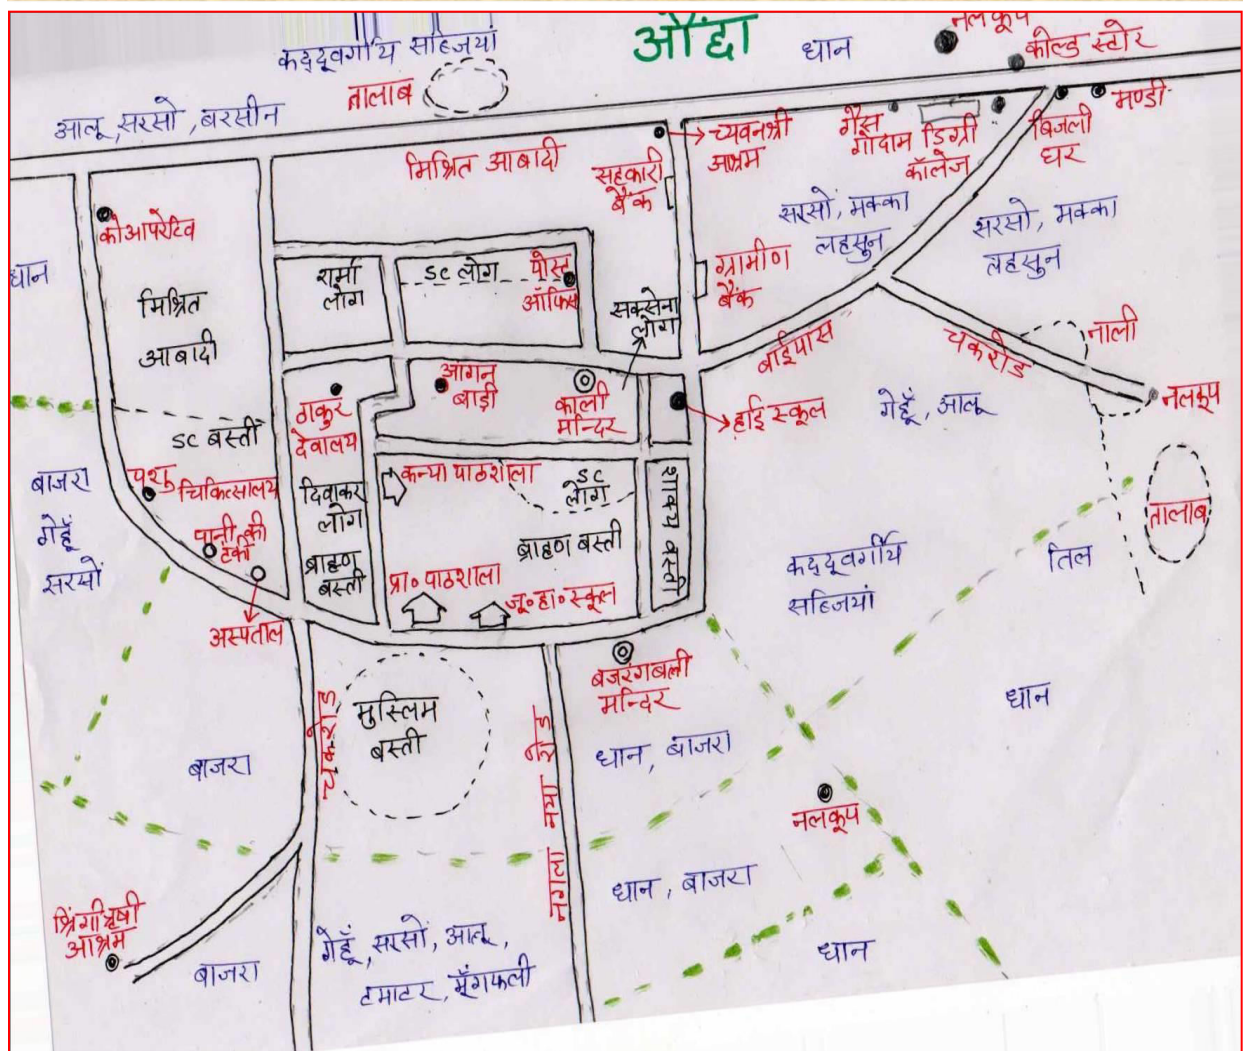 औंद्दा
नलकूप
कद्दूवर्गीय सब्जियां
धान
कोल्ड स्टोर
तालाब
आलू, सरसो, बरसीन
मण्डी
च्यवनश्री
आश्रम
गैस
गोदाम
डिग्री
कॉलेज
बिजली
घर
मिश्रित आबादी
सहकारी
बैंक
सरसों, मक्का
लहसुन
सरसो, मक्का
लहसुन
कोआपरेटिव
धान
शर्मा
लोग
SC लोग
पोस्ट
ऑफिस
ग्रामीण
बैंक
मिश्रित
आबादी
सक्सेना
लोग
बाईपास
चकरोड
नाली
नलकूप
आंगन
बाड़ी
काली
मन्दिर
ठाकुर
देवालय
हाई स्कूल
गेहूँ, आलू
SC बस्ती
बाजरा
गेहूँ
सरसों
पशु चिकित्सालय
कन्या पाठशाला
SC
लोग
दिवाकर
लोग
शाक्य बस्ती
तालाब
पानी की
टंकी
ब्राह्मण बस्ती
ब्राह्मण
बस्ती
कद्दूवर्गीय
सब्जियां
तिल
प्रा० पाठशाला
जू० हा० स्कूल
अस्पताल
बजरंगबली
मन्दिर
मुस्लिम
बस्ती
चकरोड
नगला नया रोड
धान
धान, बाजरा
बाजरा
नलकूप
धान, बाजरा
श्रिंगी ऋषी
आश्रम
गेहूँ, सरसों, आलू,
टमाटर, मूँगफली
बाजरा
धान